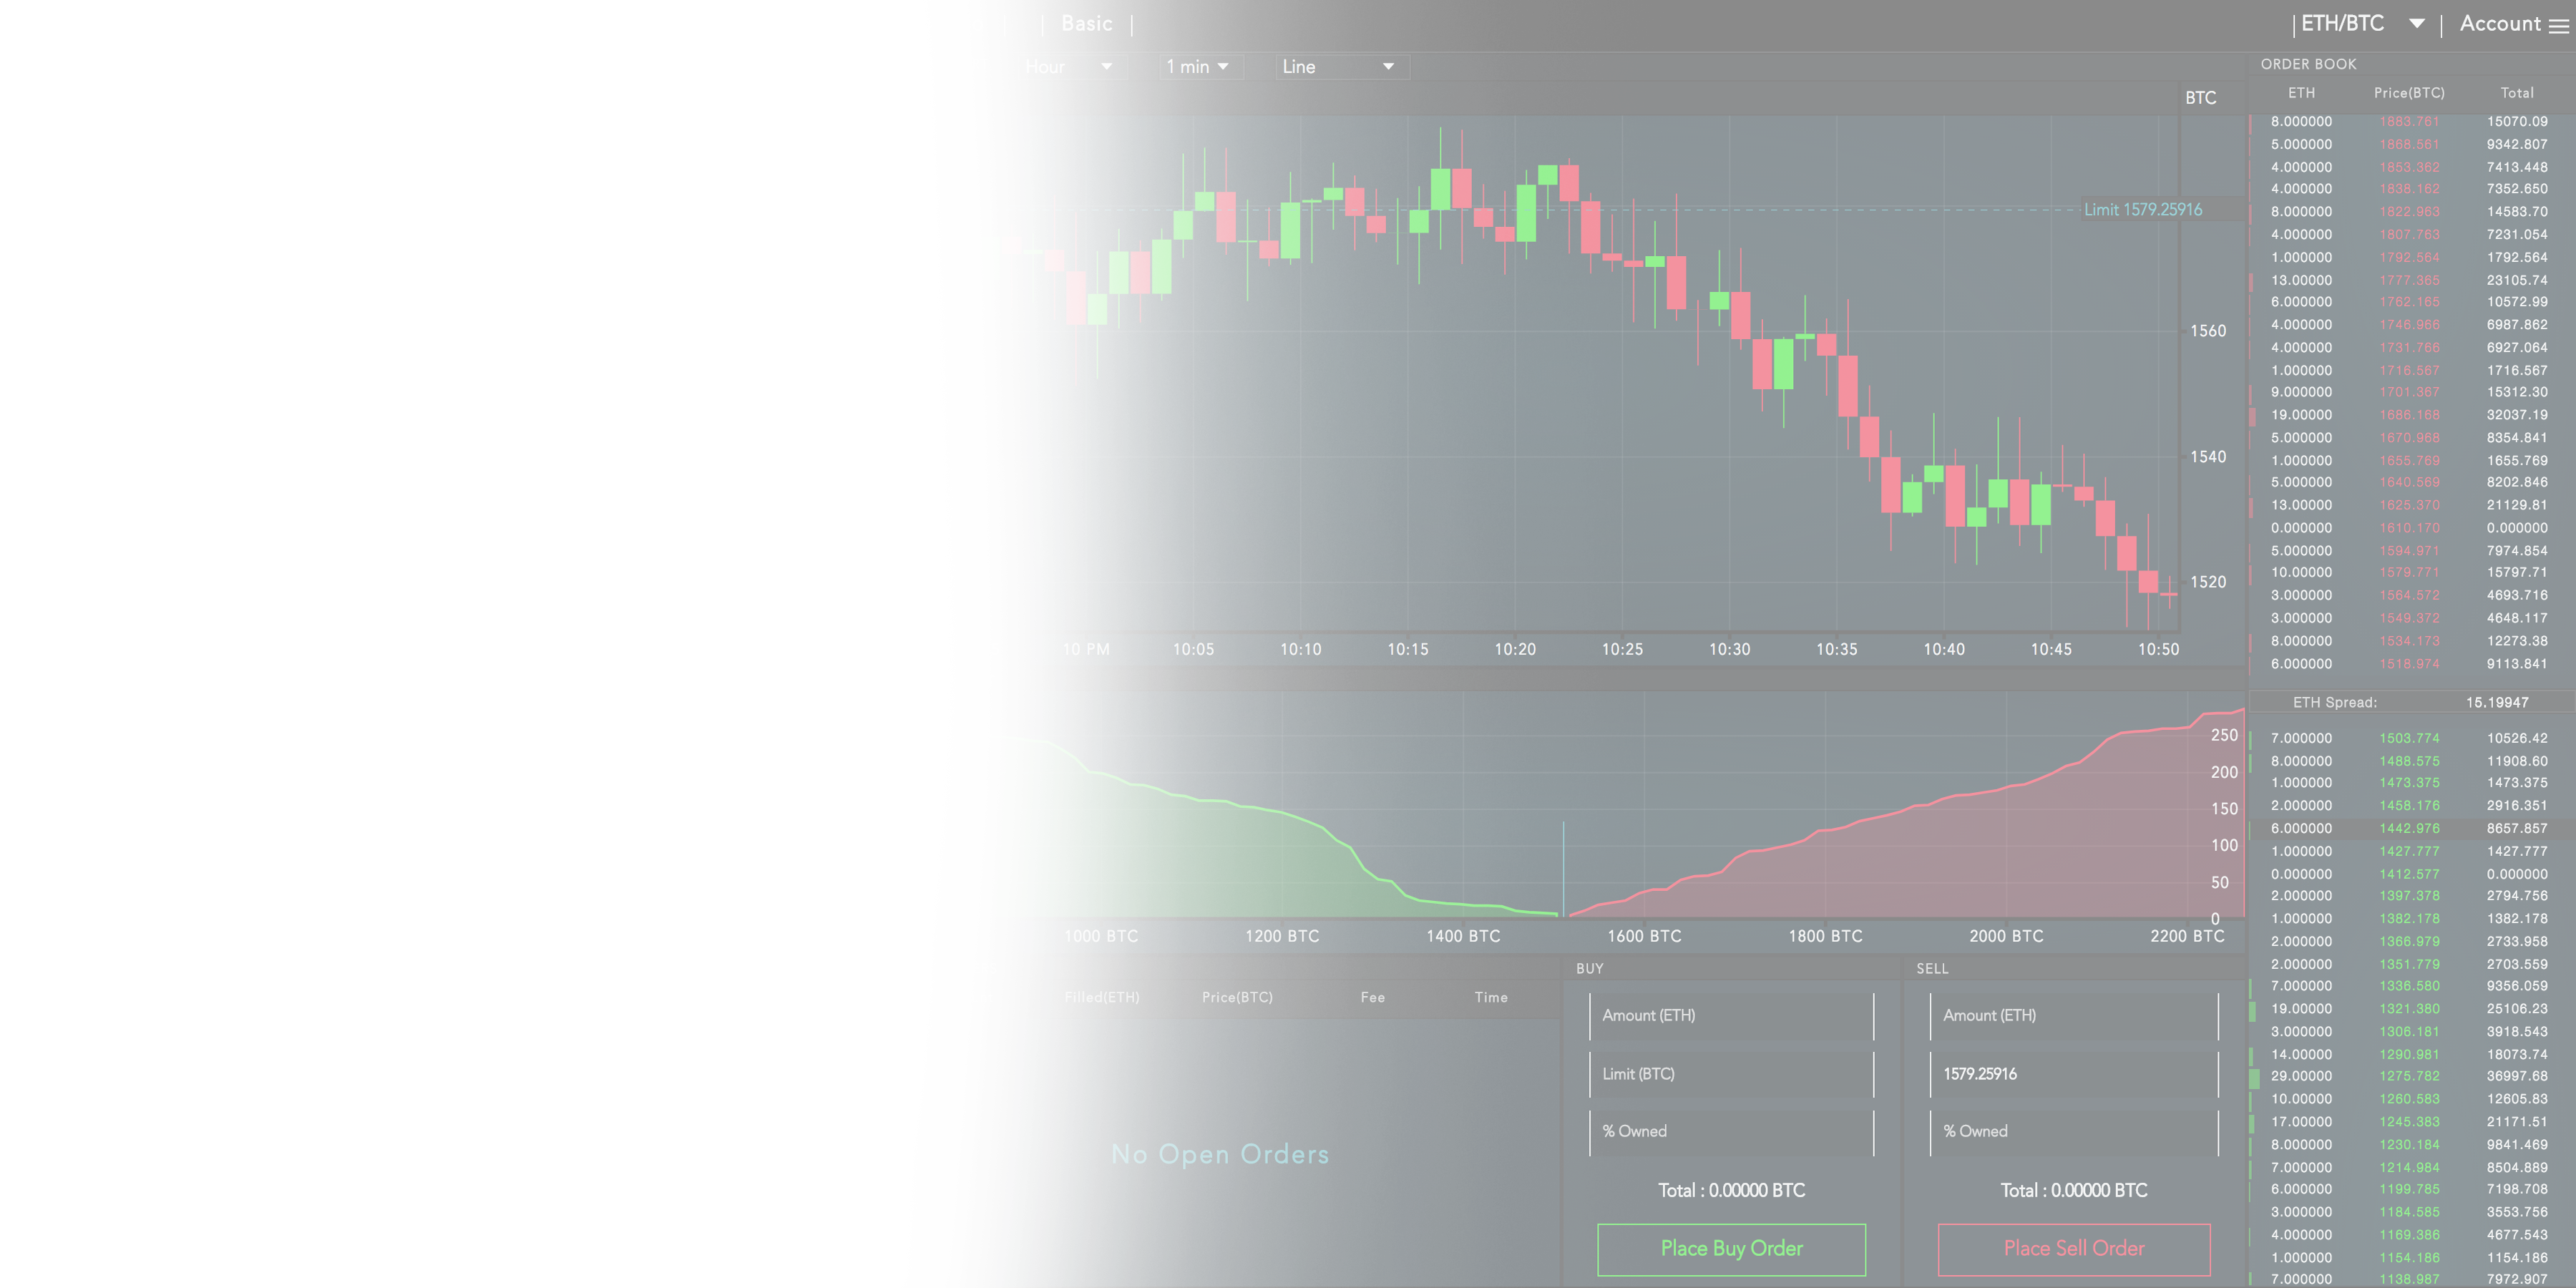 Basic
ETH/BTC
Account
Hour
1 min
Line
BTC
Limit 1579.25916
1560
1540
1520
10 PM 10:05 10:10 10:15 10:20 10:25 10:30 10:35 10:40 10:45 10:50
250
200
150
100
50
0
1000 BTC 1200 BTC 1400 BTC 1600 BTC 1800 BTC 2000 BTC 2200 BTC
Filled(ETH) Price(BTC) Fee Time
No Open Orders
BUY
Amount (ETH)
Limit (BTC)
% Owned
Total : 0.00000 BTC
Place Buy Order
SELL
Amount (ETH)
1579.25916
% Owned
Total : 0.00000 BTC
Place Sell Order
ORDER BOOK
ETH Price(BTC) Total
8.000000 1883.761 15070.09
5.000000 1868.561 9342.807
4.000000 1853.362 7413.448
4.000000 1838.162 7352.650
8.000000 1822.963 14583.70
4.000000 1807.763 7231.054
1.000000 1792.564 1792.564
13.00000 1777.365 23105.74
6.000000 1762.165 10572.99
4.000000 1746.966 6987.862
4.000000 1731.766 6927.064
1.000000 1716.567 1716.567
9.000000 1701.367 15312.30
19.00000 1686.168 32037.19
5.000000 1670.968 8354.841
1.000000 1655.769 1655.769
5.000000 1640.569 8202.846
13.00000 1625.370 21129.81
0.000000 1610.170 0.000000
5.000000 1594.971 7974.854
10.00000 1579.771 15797.71
3.000000 1564.572 4693.716
3.000000 1549.372 4648.117
8.000000 1534.173 12273.38
6.000000 1518.974 9113.841
ETH Spread: 15.19947
7.000000 1503.774 10526.42
8.000000 1488.575 11908.60
1.000000 1473.375 1473.375
2.000000 1458.176 2916.351
6.000000 1442.976 8657.857
1.000000 1427.777 1427.777
0.000000 1412.577 0.000000
2.000000 1397.378 2794.756
1.000000 1382.178 1382.178
2.000000 1366.979 2733.958
2.000000 1351.779 2703.559
7.000000 1336.580 9356.059
19.00000 1321.380 25106.23
3.000000 1306.181 3918.543
14.00000 1290.981 18073.74
29.00000 1275.782 36997.68
10.00000 1260.583 12605.83
17.00000 1245.383 21171.51
8.000000 1230.184 9841.469
7.000000 1214.984 8504.889
6.000000 1199.785 7198.708
3.000000 1184.585 3553.756
4.000000 1169.386 4677.543
1.000000 1154.186 1154.186
7.000000 1138.987 7972.907